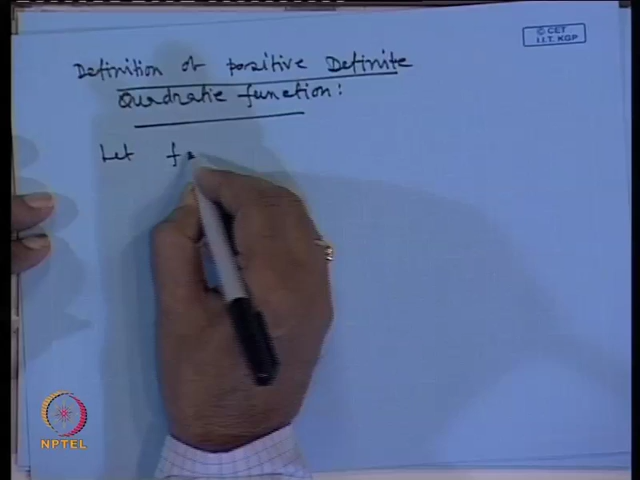 © CET
I.I.T. KGP
Definition of positive Definite
Quadratic function:
Let f
NPTEL